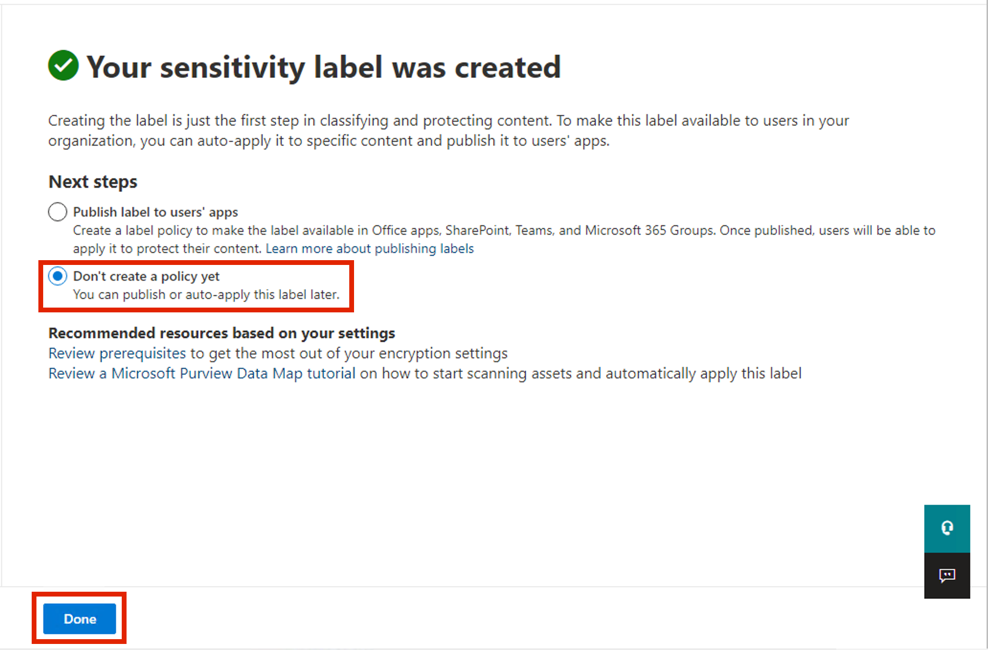 Your sensitivity label was created
Creating the label is just the first step in classifying and protecting content. To make this label available to users in your
organization, you can auto-apply it to specific content and publish it to users' apps.
Next steps
Publish label to users' apps
Create a label policy to make the label available in Office apps, SharePoint, Teams, and Microsoft 365 Groups. Once published, users will be able to
apply it to protect their content. Learn more about publishing labels
Don't create a policy yet
You can publish or auto-apply this label later.
Recommended resources based on your settings
Review prerequisites to get the most out of your encryption settings
Review a Microsoft Purview Data Map tutorial on how to start scanning assets and automatically apply this label
Done